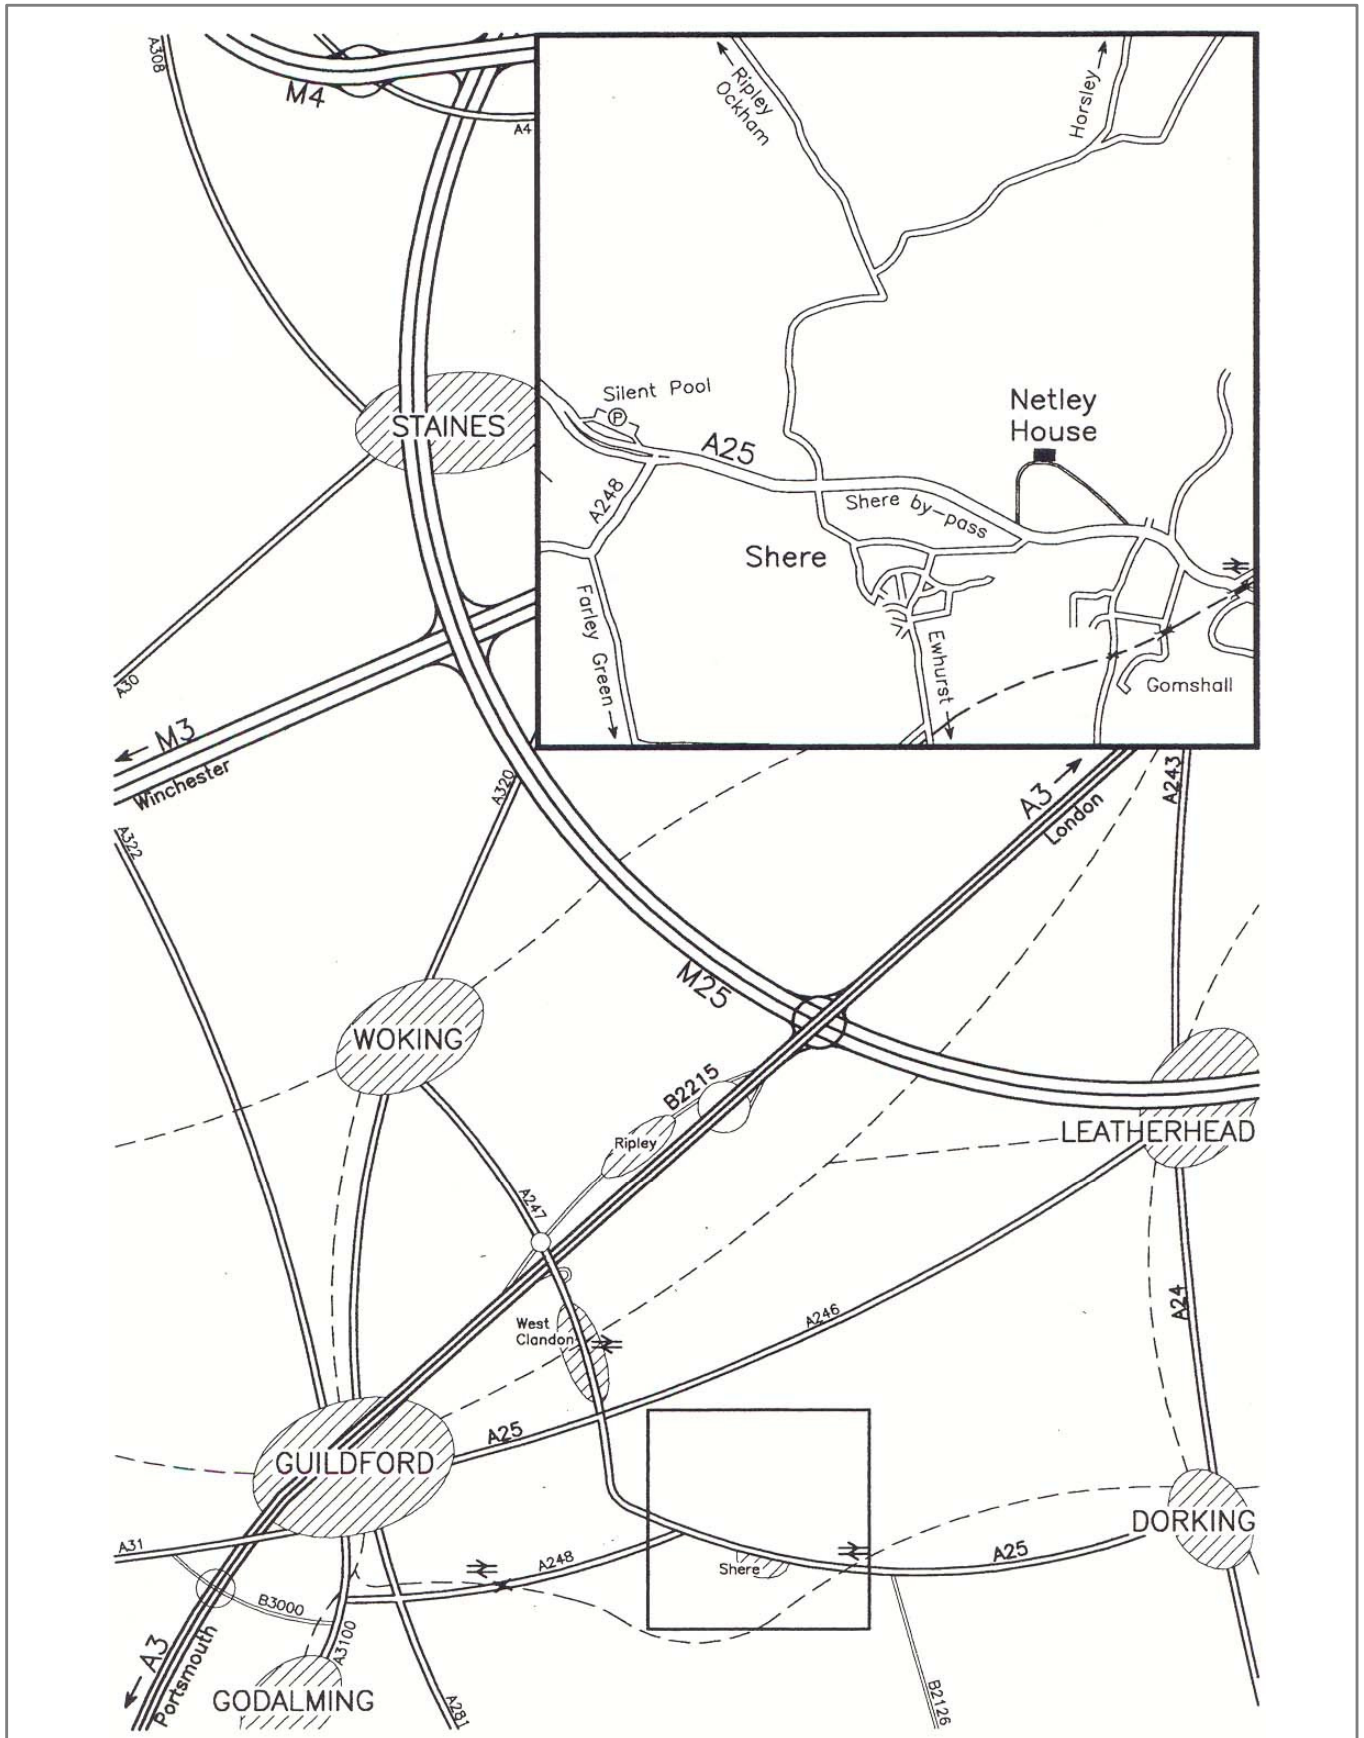 A308
M4
A4
Ripley
Ockham
Horsley
Silent Pool
P
A25
Netley
House
STAINES
A248
Shere by-pass
Shere
Farley Green
Ewhurst
Gomshall
A30
M3
Winchester
A320
A3
London
A243
A322
M25
WOKING
B2215
Ripley
LEATHERHEAD
A247
A24
A246
West
Clandon
A25
GUILDFORD
DORKING
A31
A248
Shere
A25
B3000
A3100
A3
Portsmouth
GODALMING
A281
B2126